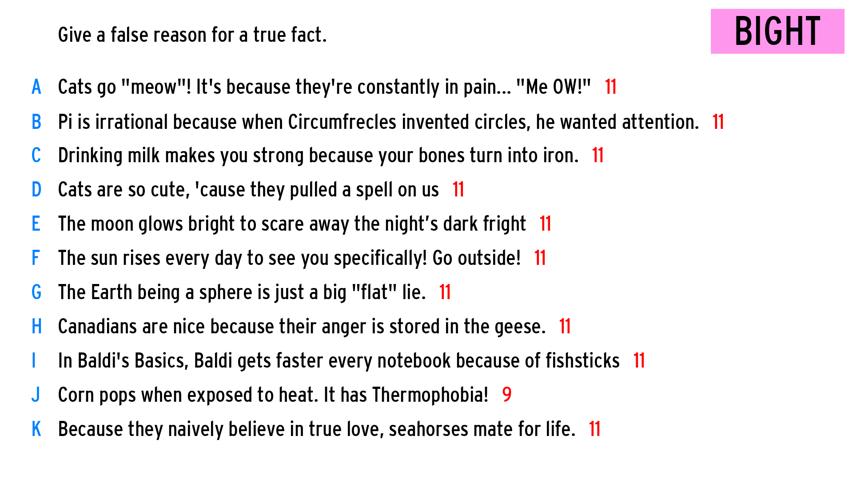 Give a false reason for a true fact.
BIGHT
A Cats go "meow"! It's because they're constantly in pain... "Me OW!" 11
B Pi is irrational because when Circumfrecles invented circles, he wanted attention. 11
C Drinking milk makes you strong because your bones turn into iron. 11
D Cats are so cute, 'cause they pulled a spell on us 11
E The moon glows bright to scare away the night’s dark fright 11
F The sun rises every day to see you specifically! Go outside! 11
G The Earth being a sphere is just a big "flat" lie. 11
H Canadians are nice because their anger is stored in the geese. 11
I In Baldi's Basics, Baldi gets faster every notebook because of fishsticks 11
J Corn pops when exposed to heat. It has Thermophobia! 9
K Because they naively believe in true love, seahorses mate for life. 11